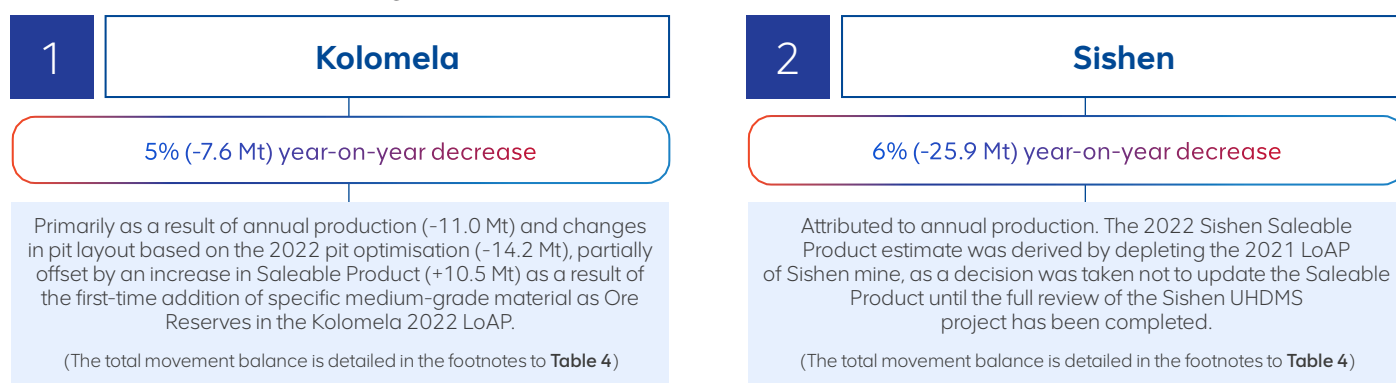 1
Kolomela
5% (-7.6 Mt) year-on-year decrease
Primarily as a result of annual production (-11.0 Mt) and changes
in pit layout based on the 2022 pit optimisation (-14.2 Mt), partially
offset by an increase in Saleable Product (+10.5 Mt) as a result of
the first-time addition of specific medium-grade material as Ore
Reserves in the Kolomela 2022 LoAP.
(The total movement balance is detailed in the footnotes to Table 4)
2
Sishen
6% (-25.9 Mt) year-on-year decrease
Attributed to annual production. The 2022 Sishen Saleable
Product estimate was derived by depleting the 2021 LoAP
of Sishen mine, as a decision was taken not to update the Saleable
Product until the full review of the Sishen UHDMS
project has been completed.
(The total movement balance is detailed in the footnotes to Table 4)